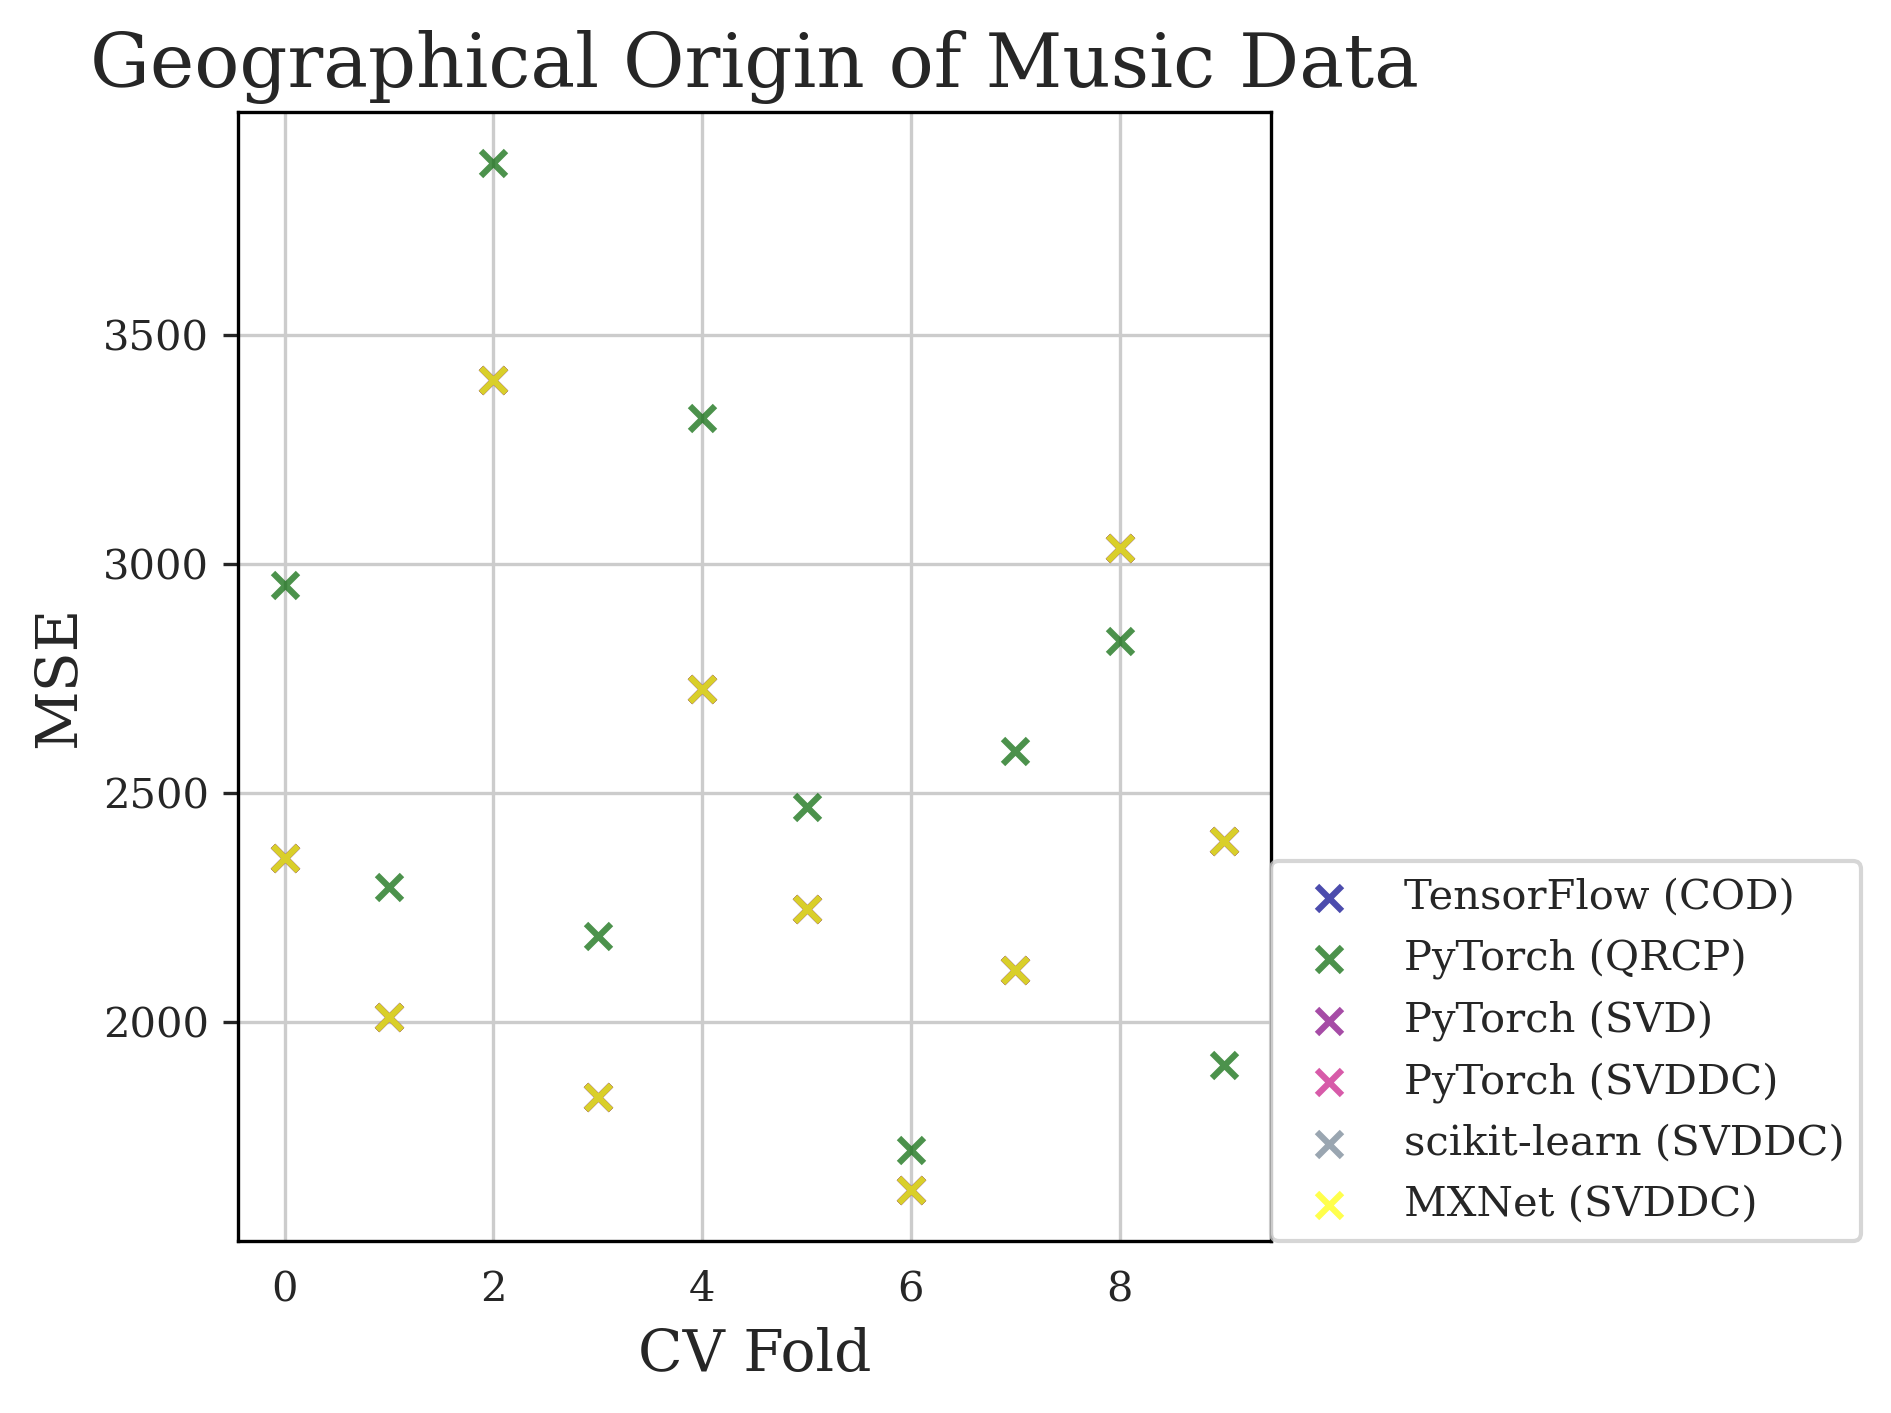 Geographical Origin of Music Data
3500
3000
2500
2000
MSE
0 2 4 6 8
CV Fold
TensorFlow (COD)
PyTorch (QRCP)
PyTorch (SVD)
PyTorch (SVDDC)
scikit-learn (SVDDC)
MXNet (SVDDC)